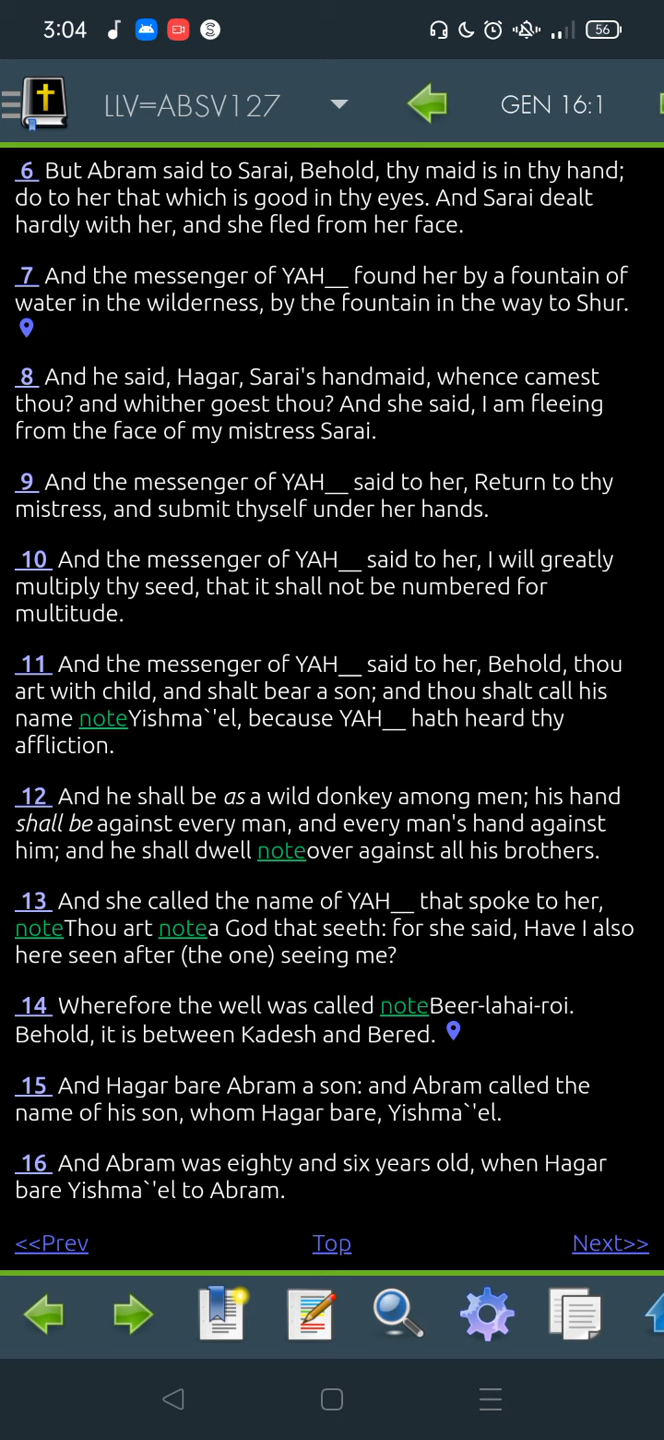 3:04
56
LLV=ABSV127
GEN 16:1
6 But Abram said to Sarai, Behold, thy maid is in thy hand;
do to her that which is good in thy eyes. And Sarai dealt
hardly with her, and she fled from her face.
7 And the messenger of YAH__ found her by a fountain of
water in the wilderness, by the fountain in the way to Shur.
8 And he said, Hagar, Sarai's handmaid, whence camest
thou? and whither goest thou? And she said, I am fleeing
from the face of my mistress Sarai.
9 And the messenger of YAH__ said to her, Return to thy
mistress, and submit thyself under her hands.
10 And the messenger of YAH__ said to her, I will greatly
multiply thy seed, that it shall not be numbered for
multitude.
11 And the messenger of YAH__ said to her, Behold, thou
art with child, and shalt bear a son; and thou shalt call his
name noteYishma`'el, because YAH__ hath heard thy
affliction.
12 And he shall be as a wild donkey among men; his hand
shall be against every man, and every man's hand against
him; and he shall dwell noteover against all his brothers.
13 And she called the name of YAH__ that spoke to her,
noteThou art notea God that seeth: for she said, Have I also
here seen after (the one) seeing me?
14 Wherefore the well was called noteBeer-lahai-roi.
Behold, it is between Kadesh and Bered.
15 And Hagar bare Abram a son: and Abram called the
name of his son, whom Hagar bare, Yishma`'el.
16 And Abram was eighty and six years old, when Hagar
bare Yishma`'el to Abram.
<<Prev Top Next>>